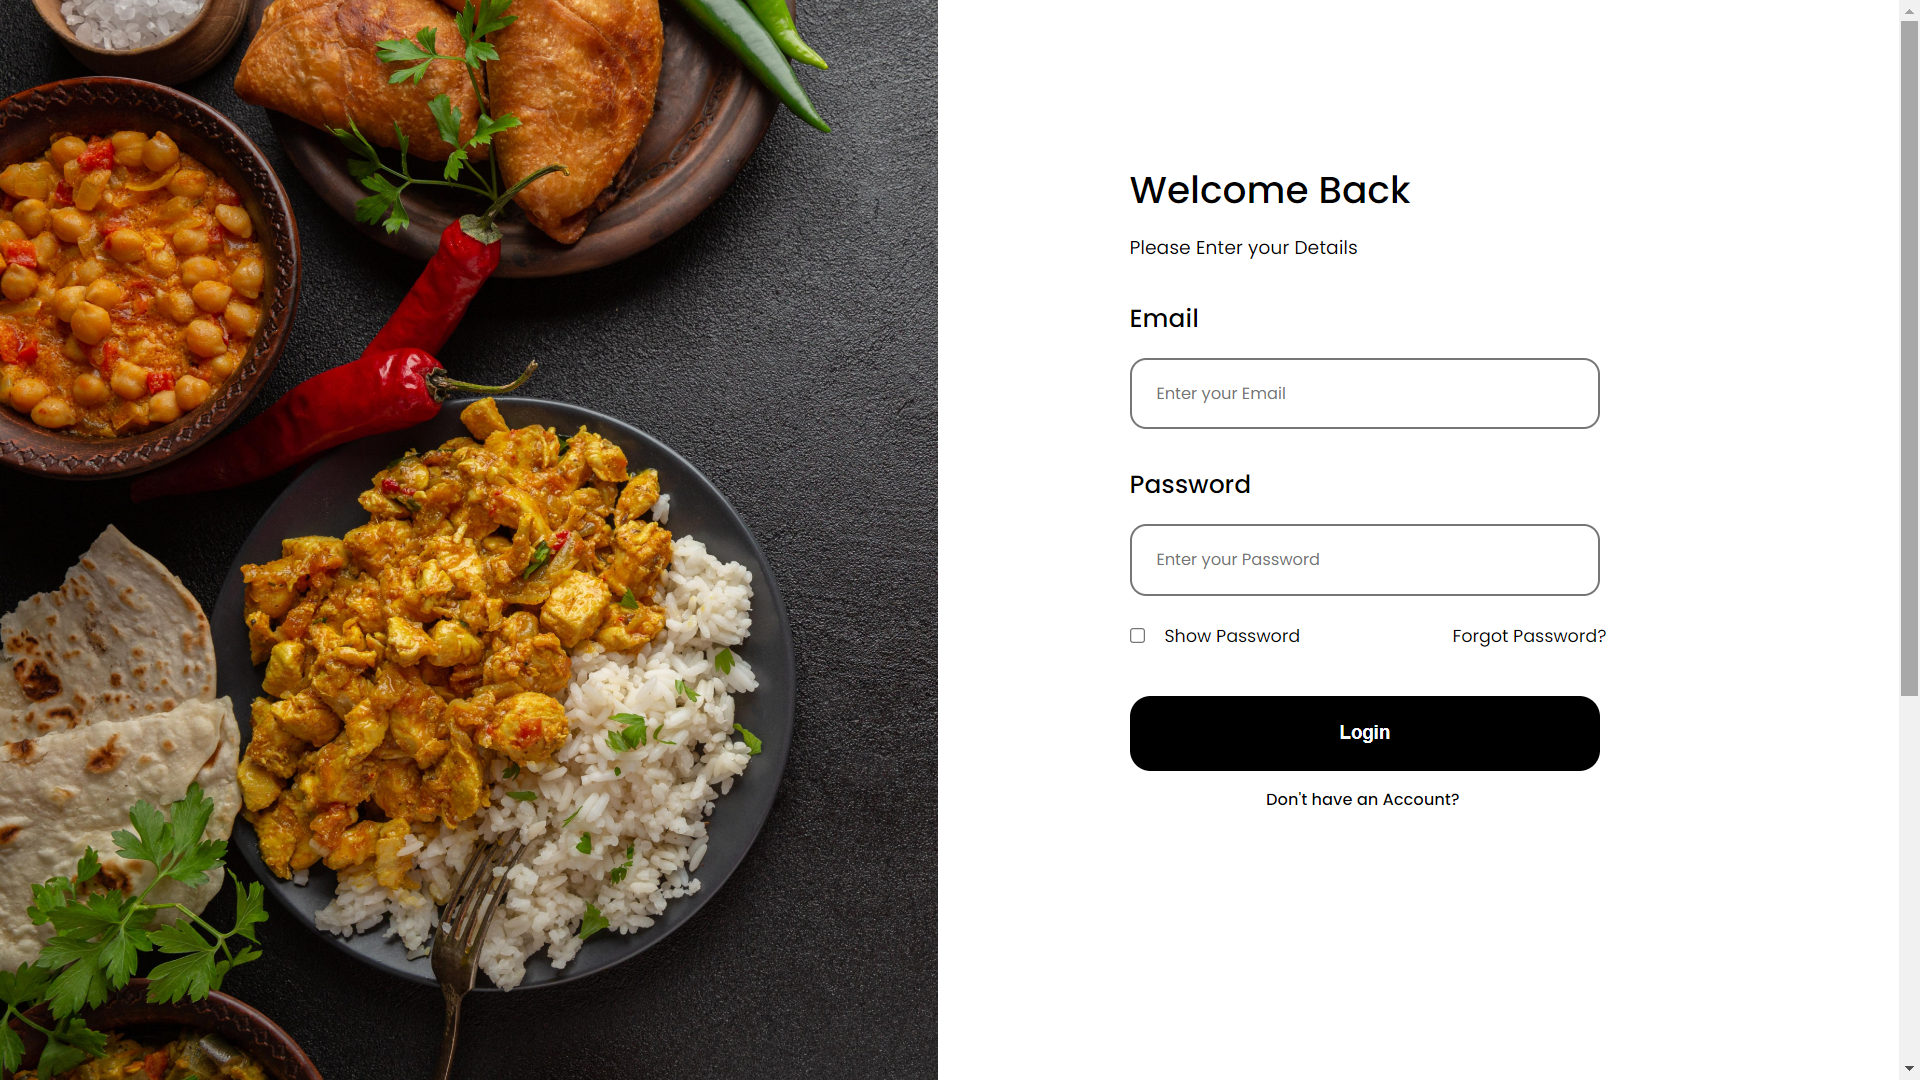 Welcome Back
Please Enter your Details
Email
Enter your Email
Password
Enter your Password
Show Password
Forgot Password?
Login
Don't have an Account?